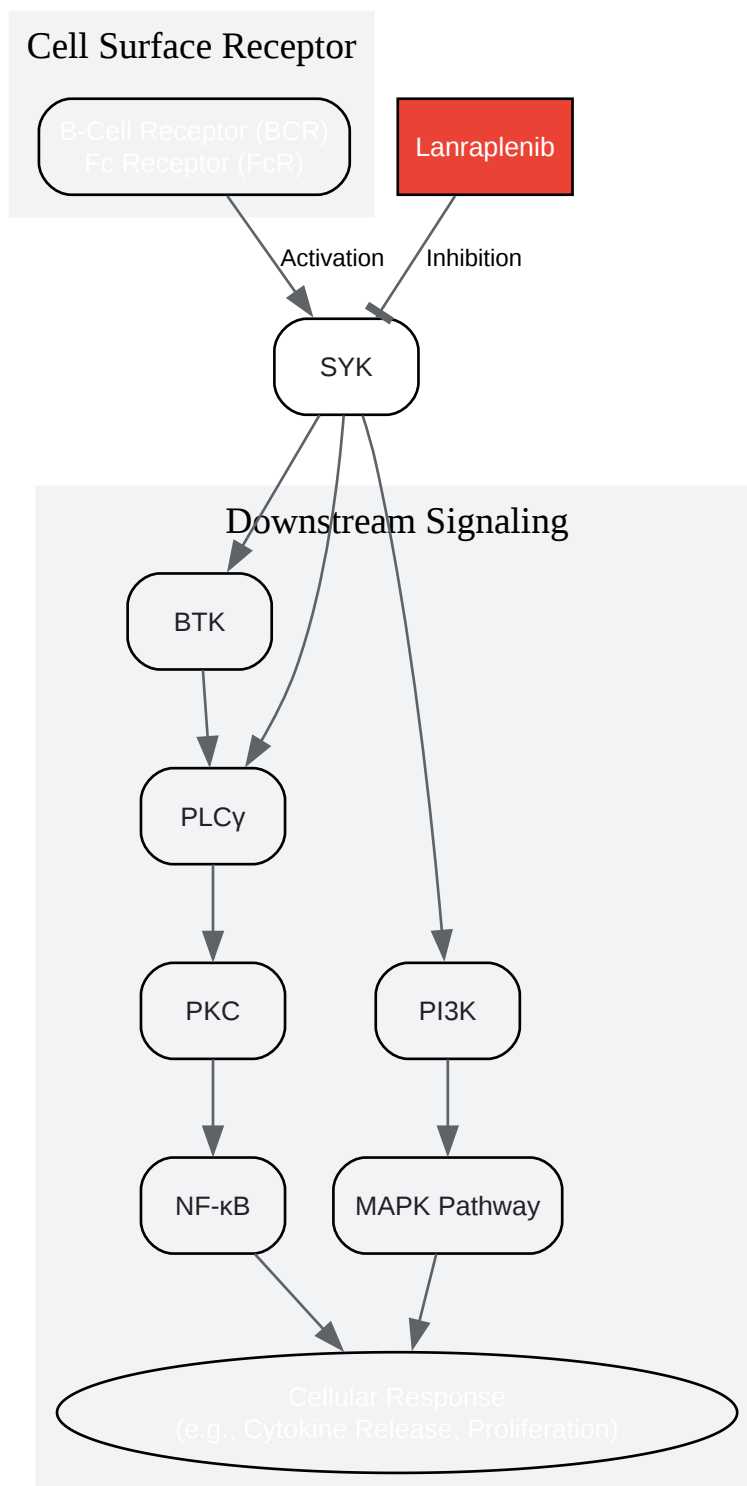 Cell Surface Receptor
B-Cell Receptor (BCR)
Fc Receptor (FcR)
Lanraplenib
Activation
Inhibition
SYK
Downstream Signaling
BTK
PLCγ
PKC
PI3K
NF-κB
MAPK Pathway
Cellular Response
(e.g., Cytokine Release, Proliferation)